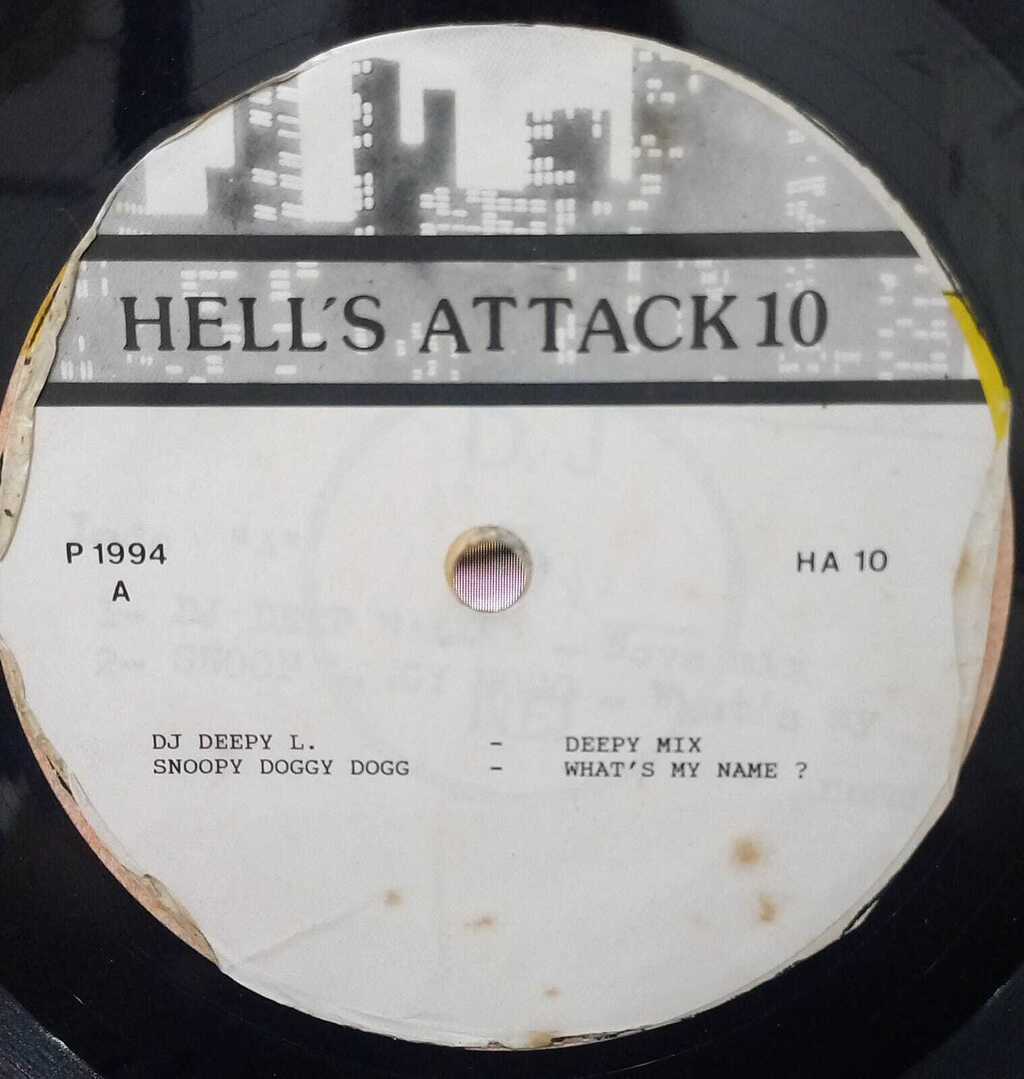 HELL'S ATTACK 10
P 1994
HA 10
A
DJ DEEPY L. - DEEPY MIX
SNOOPY DOGGY DOGG - WHAT'S MY NAME ?